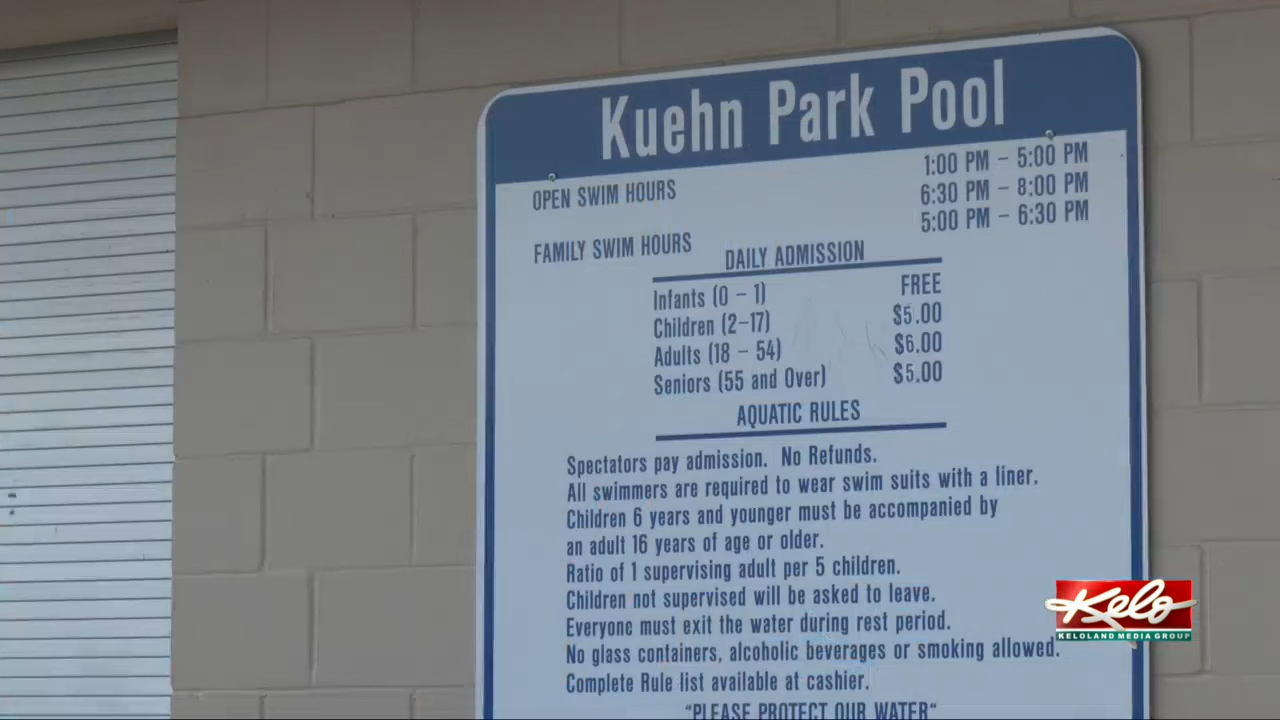 Kuehn Park Pool
OPEN SWIM HOURS 1:00 PM – 5:00 PM
6:30 PM – 8:00 PM
FAMILY SWIM HOURS 5:00 PM – 6:30 PM
DAILY ADMISSION
Infants (0 – 1) FREE
Children (2–17) $5.00
Adults (18 – 54) $6.00
Seniors (55 and Over) $5.00
AQUATIC RULES
Spectators pay admission. No Refunds.
All swimmers are required to wear swim suits with a liner.
Children 6 years and younger must be accompanied by
an adult 16 years of age or older.
Ratio of 1 supervising adult per 5 children.
Children not supervised will be asked to leave.
Everyone must exit the water during rest period.
No glass containers, alcoholic beverages or smoking allowed.
Complete Rule list available at cashier.
"PLEASE PROTECT OUR WATER"
Kelo
KELOLAND MEDIA GROUP